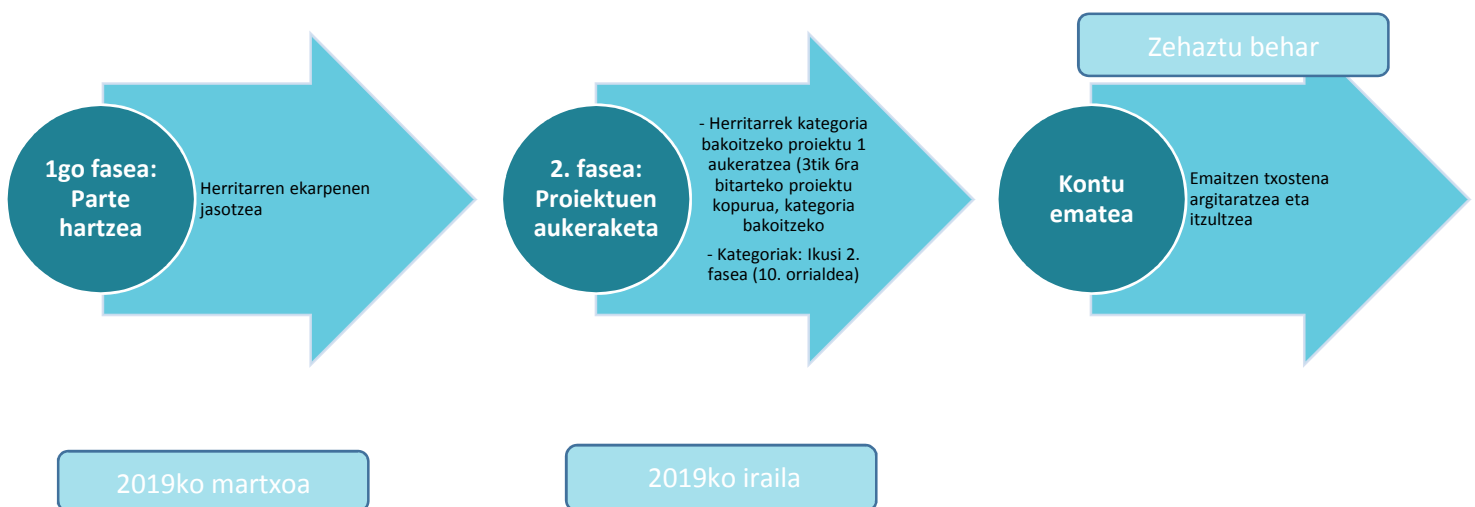 1go fasea:
Parte
hartzea
Herritarren ekarpenen
jasotzea
2019ko martxoa
2. fasea:
Proiektuen
aukeraketa
- Herritarrek kategoria
bakoitzeko proiektu 1
aukeratzea (3tik 6ra
bitarteko proiektu
kopurua, kategoria
bakoitzeko
- Kategoriak: Ikusi 2.
fasea (10. orrialdea)
2019ko iraila
Zehaztu behar
Kontu
ematea
Emaitzen txostena
argitaratzea eta
itzultzea